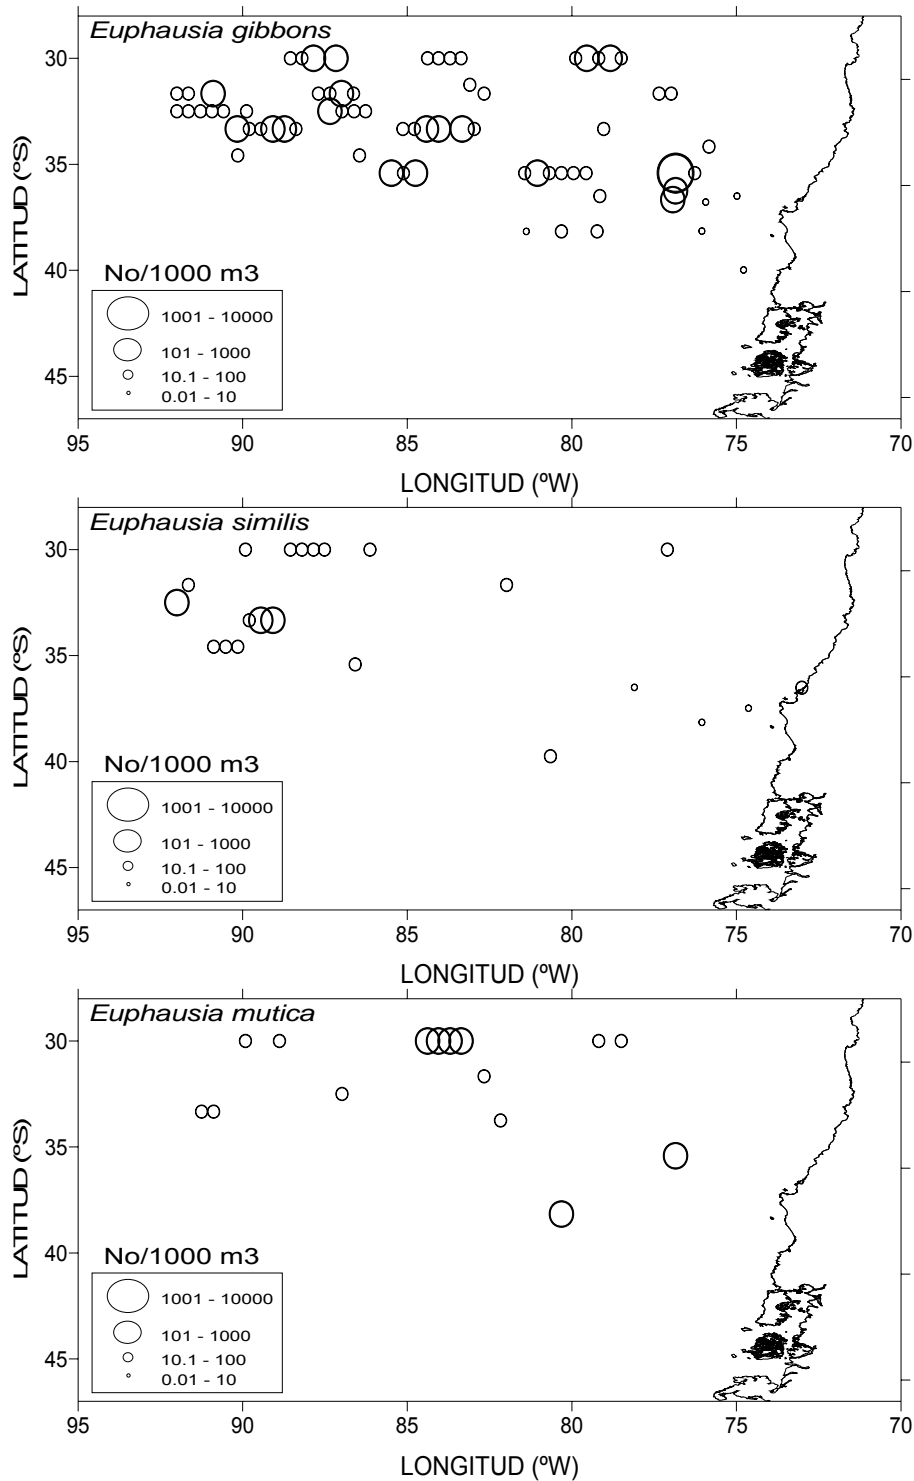 Euphausia gibbons
30
35
40
45
LATITUD (ºS)
No/1000 m3
1001 - 10000
101 - 1000
10.1 - 100
0.01 - 10
95 90 85 80 75 70
LONGITUD (ºW)
Euphausia similis
30
35
40
45
LATITUD (ºS)
No/1000 m3
1001 - 10000
101 - 1000
10.1 - 100
0.01 - 10
95 90 85 80 75 70
LONGITUD (ºW)
Euphausia mutica
30
35
40
45
LATITUD (ºS)
No/1000 m3
1001 - 10000
101 - 1000
10.1 - 100
0.01 - 10
95 90 85 80 75 70
LONGITUD (ºW)